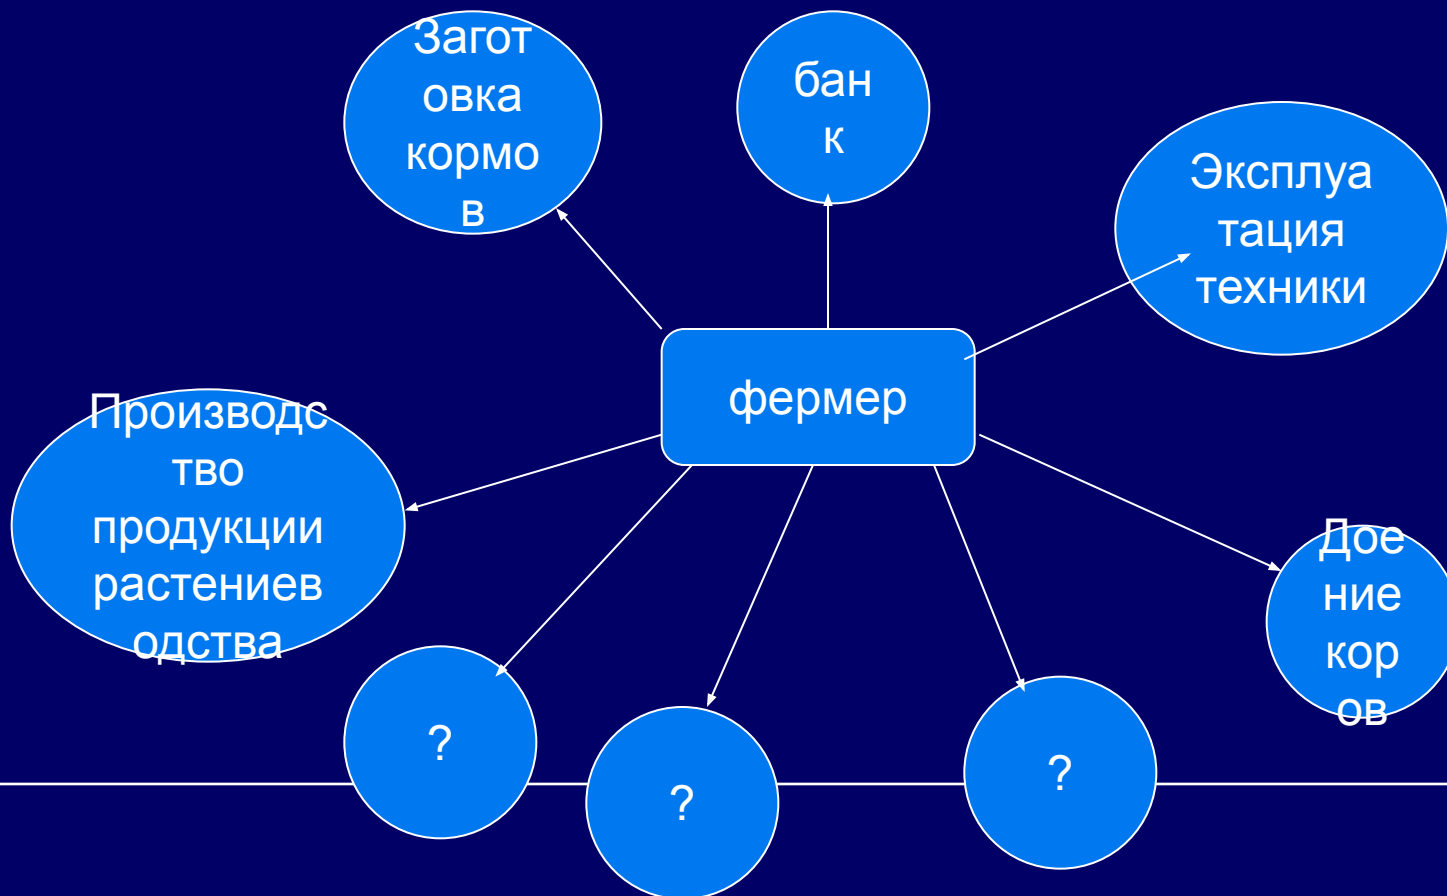 Загот
овка
кормо
в
бан
к
Эксплуа
тация
техники
фермер
Производс
тво
продукции
растениев
одства
Дое
ние
кор
ов
?
?
?